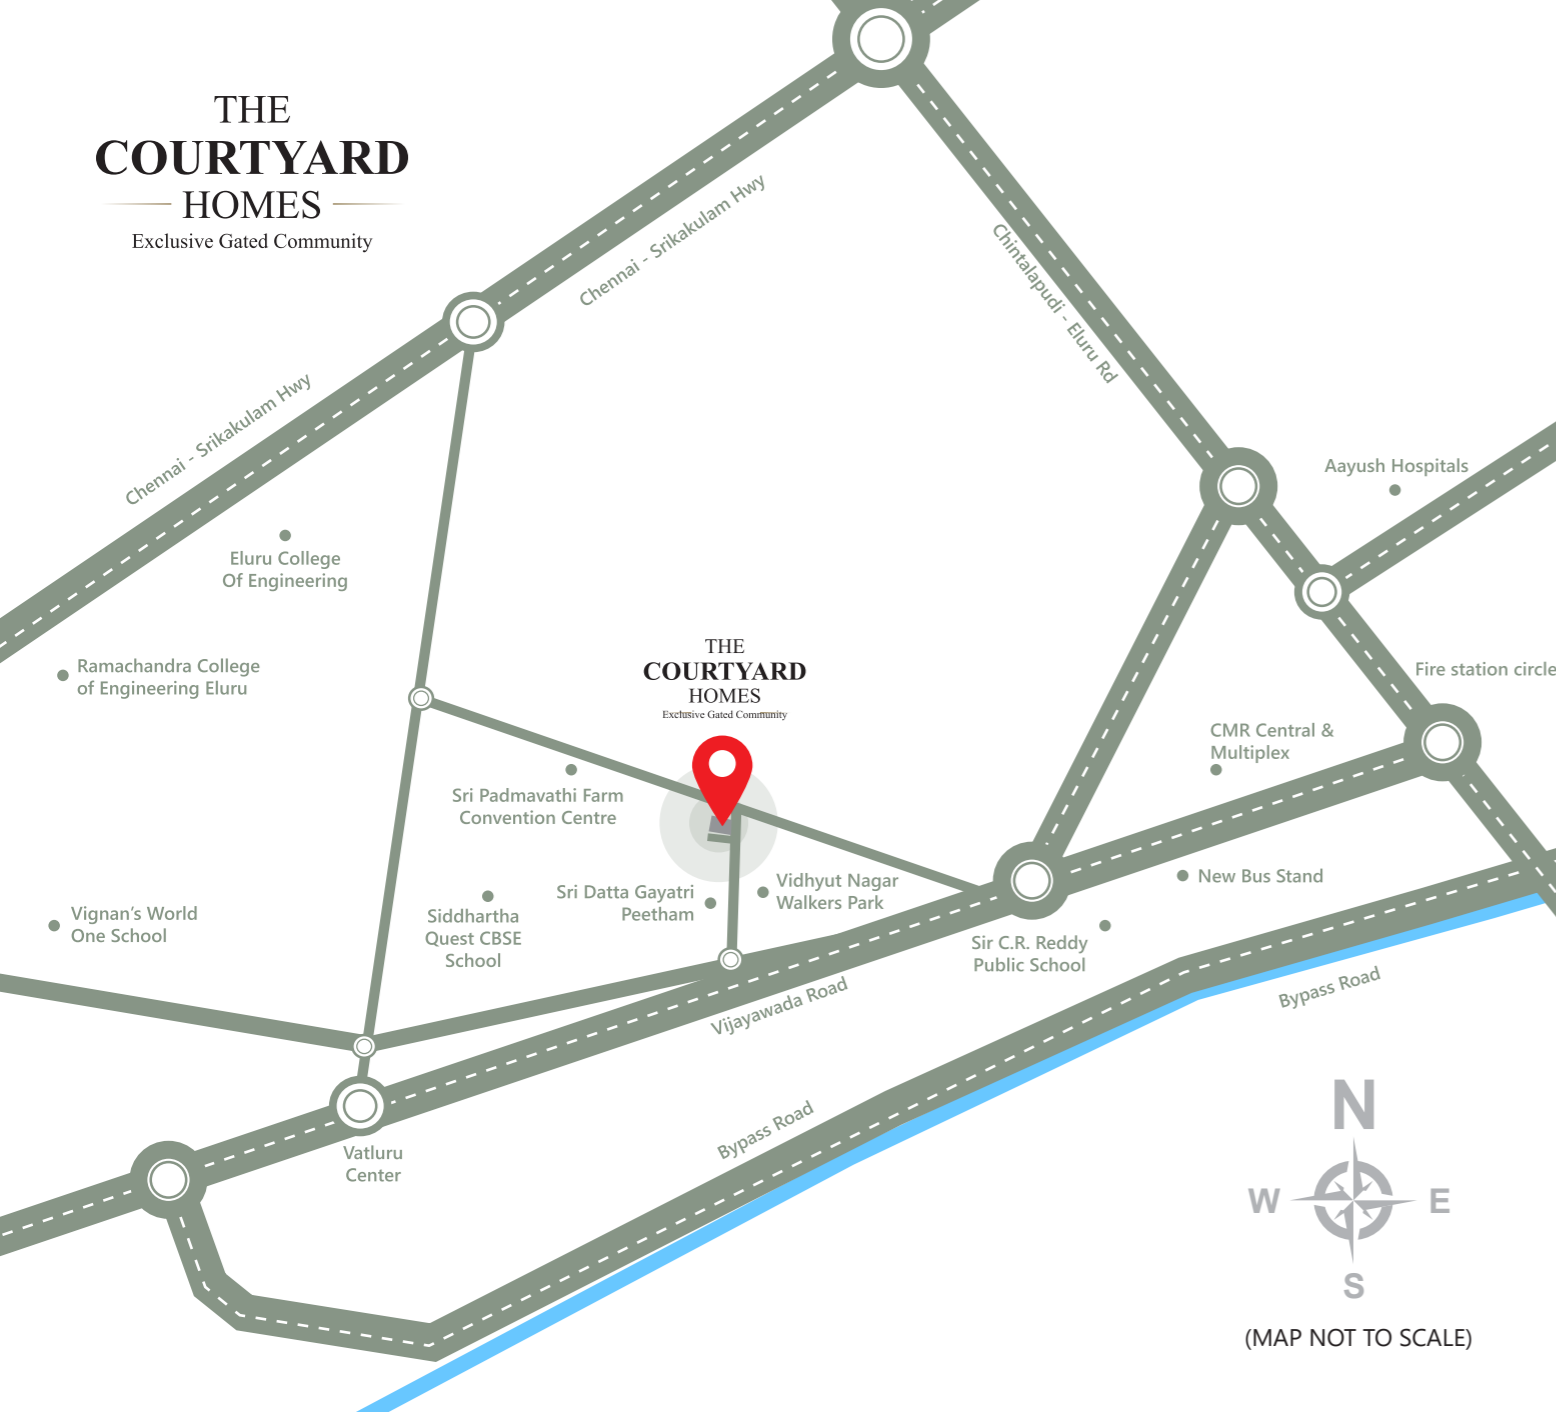 THE
COURTYARD
HOMES
Exclusive Gated Community
Chennai - Srikakulam Hwy
Chintalapudi - Eluru Rd
Chennai - Srikakulam Hwy
Aayush Hospitals
Eluru College
Of Engineering
Ramachandra College
of Engineering Eluru
THE
COURTYARD
HOMES
Exclusive Gated Community
Fire station circle
CMR Central &
Multiplex
Sri Padmavathi Farm
Convention Centre
Vidhyut Nagar
Walkers Park
New Bus Stand
Sri Datta Gayatri
Peetham
Vignan's World
One School
Siddhartha
Quest CBSE
School
Sir C.R. Reddy
Public School
Vijayawada Road
Bypass Road
Bypass Road
Vatluru
Center
N
W
E
S
(MAP NOT TO SCALE)